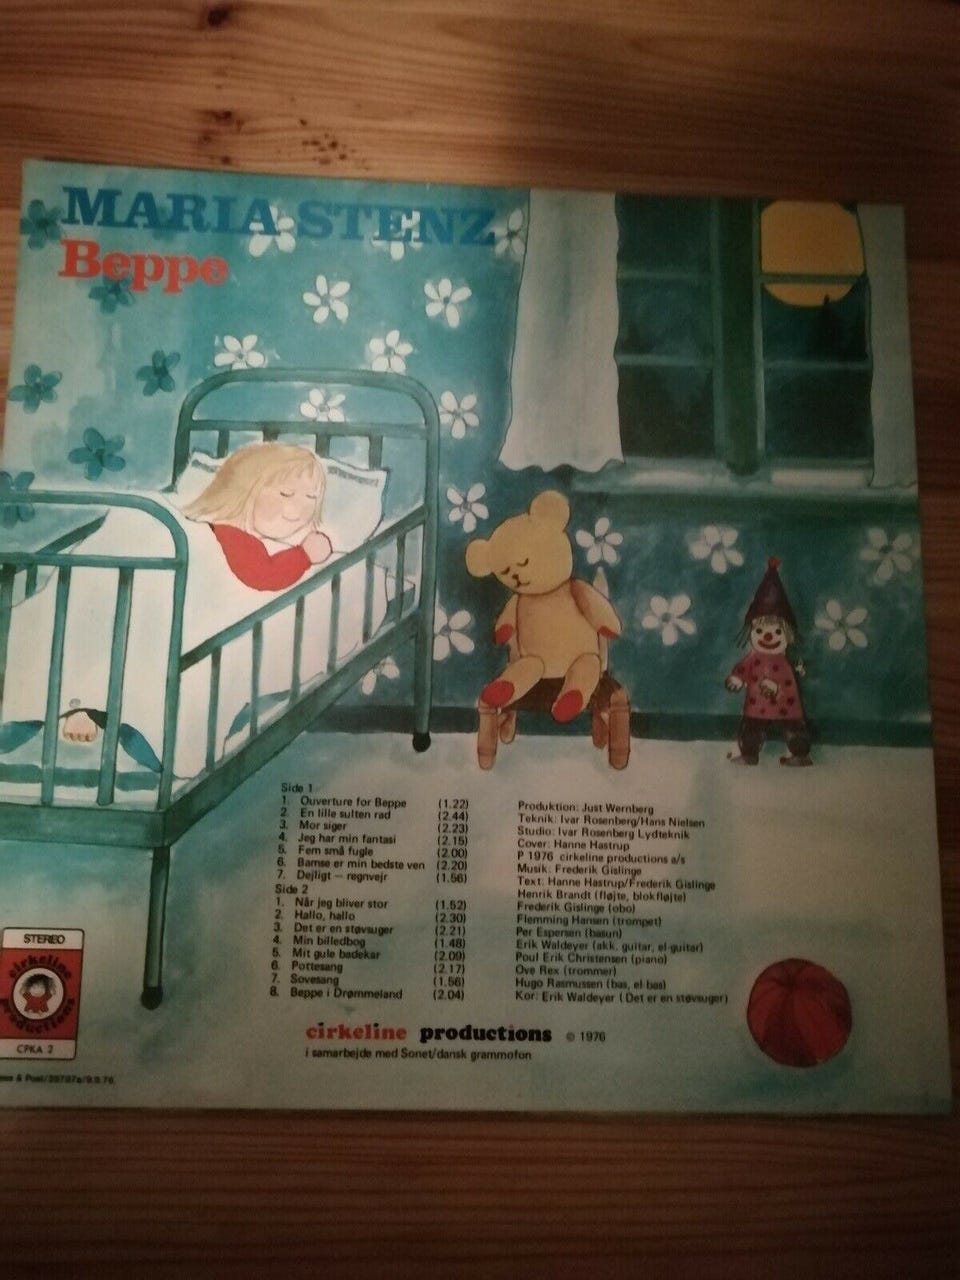 MARIA STENZ
Beppe
Side 1
1. Ouverture for Beppe (1.22)
2. En lille sulten rad (2.44)
3. Mor siger (2.23)
4. Jeg har min fantasi (2.15)
5. Fem små fugle (2.00)
6. Bamse er min bedste ven (2.20)
7. Dejligt – regnvejr (1.56)
Side 2
1. Når jeg bliver stor (1.52)
2. Hallo, hallo (2.30)
3. Det er en støvsuger (2.21)
4. Min billedbog (1.48)
5. Mit gule badekar (2.09)
6. Pottesang (2.17)
7. Sovesang (1.56)
8. Beppe i Drømmeland (2.04)
Produktion: Just Wernberg
Teknik: Ivar Rosenberg/Hans Nielsen
Studio: Ivar Rosenberg Lydteknik
Cover: Hanne Hastrup
P 1976 cirkeline productions a/s
Musik: Frederik Gislinge
Text: Hanne Hastrup/Frederik Gislinge
Henrik Brandt (fløjte, blokfløjte)
Frederik Gislinge (obo)
Flemming Hansen (trompet)
Per Espersen (basun)
Erik Waldeyer (akk. guitar, el-guitar)
Poul Erik Christensen (piano)
Ove Rex (trommer)
Hugo Rasmussen (bas, el bas)
Kor: Erik Waldeyer (Det er en støvsuger)
STEREO
cirkeline
productions
CPKA 2
cirkeline productions © 1976
i samarbejde med Sonet/dansk grammofon